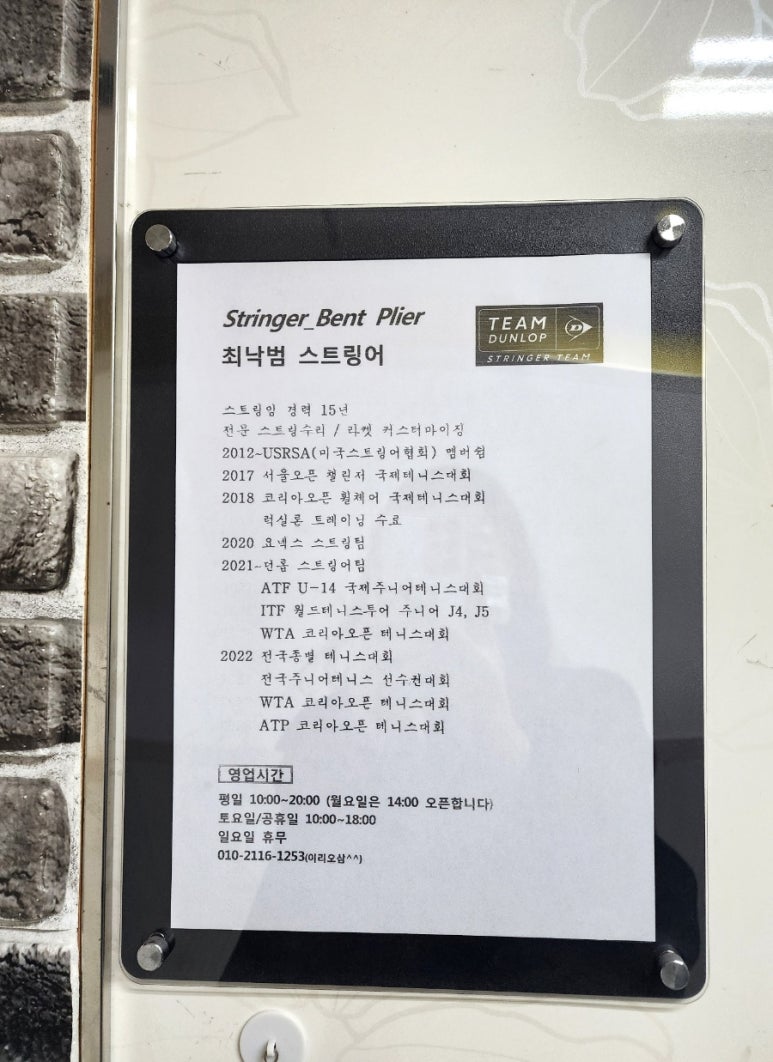 Stringer_Bent Plier
최낙범 스트링어
TEAM
DUNLOP
STRINGER TEAM
스트링잉 경력 15년
전문 스트링수리 / 라켓 커스터마이징
2012~USRSA(미국스트링어협회) 멤버쉽
2017 서울오픈 챌린저 국제테니스대회
2018 코리아오픈 휠체어 국제테니스대회
럭실론 트레이닝 수료
2020 요넥스 스트링팀
2021~던롭 스트링어팀
ATF U-14 국제주니어테니스대회
ITF 월드테니스투어 주니어 J4, J5
WTA 코리아오픈 테니스대회
2022 전국종별 테니스대회
전국주니어테니스 선수권대회
WTA 코리아오픈 테니스대회
ATP 코리아오픈 테니스대회
영업시간
평일 10:00~20:00 (월요일은 14:00 오픈합니다)
토요일/공휴일 10:00~18:00
일요일 휴무
010-2116-1253(이리오삼^^)